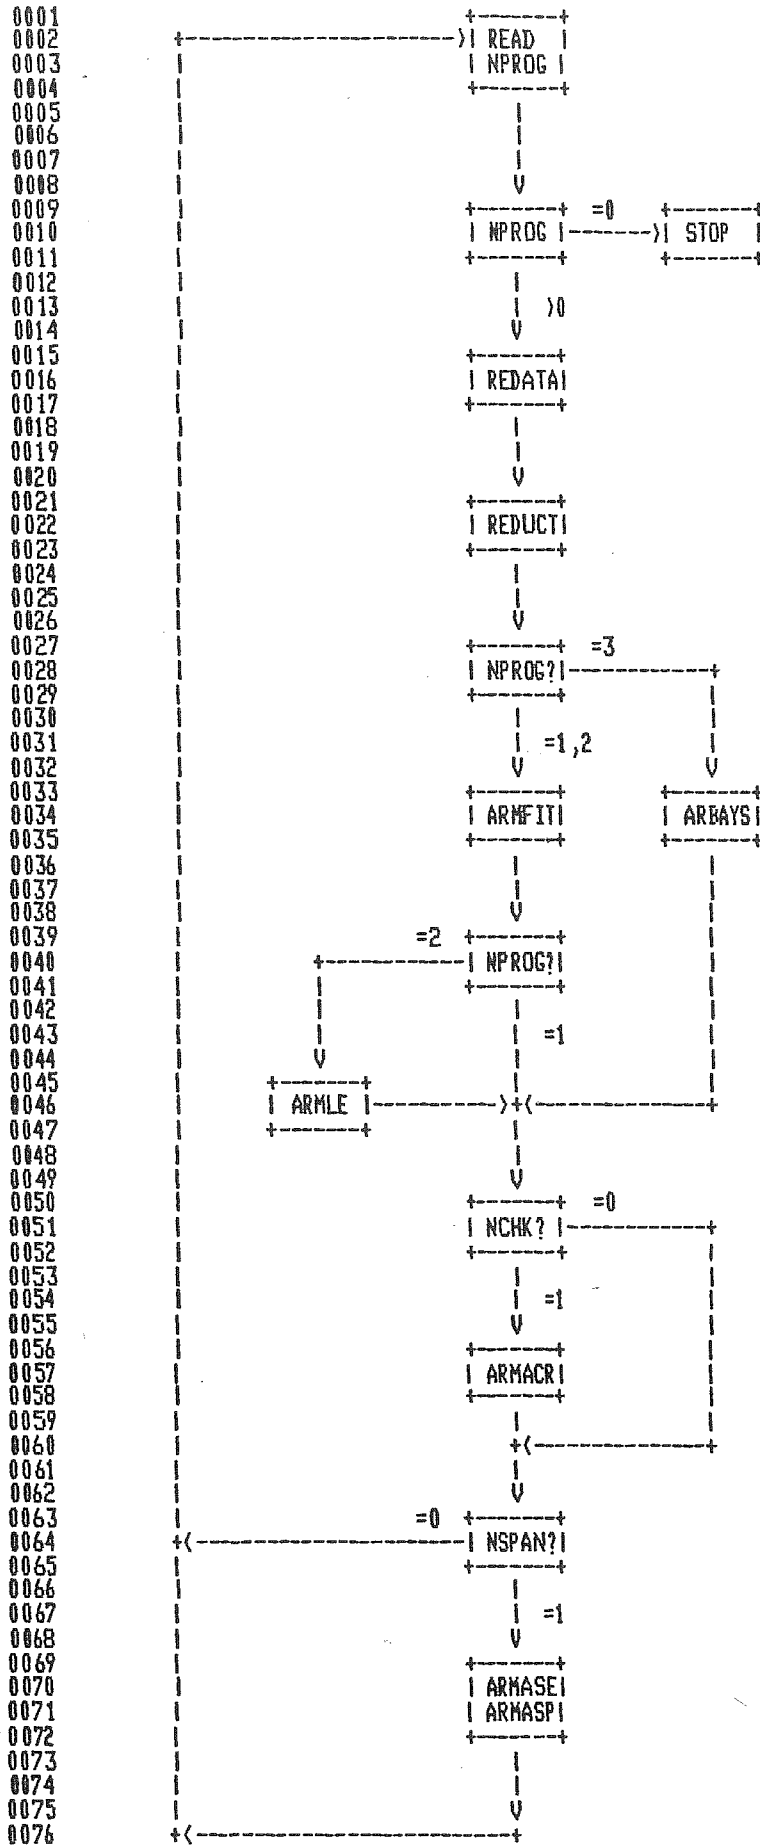 0001 +------+
0002 +----------------->| READ |
0003 | | NPROG |
0004 | +------+
0005 | |
0006 | |
0007 | |
0008 | V
0009 | +------+ =0 +------+
0010 | | NPROG |------>| STOP |
0011 | +------+ +------+
0012 | |
0013 | | >0
0014 | V
0015 | +------+
0016 | | REDATA|
0017 | +------+
0018 | |
0019 | |
0020 | V
0021 | +------+
0022 | | REDUCT|
0023 | +------+
0024 | |
0025 | |
0026 | V
0027 | +------+ =3
0028 | | NPROG?|----------+
0029 | +------+ |
0030 | | |
0031 | | =1,2 |
0032 | V V
0033 | +------+ +------+
0034 | | ARMFIT| | ARBAYS|
0035 | +------+ +------+
0036 | | |
0037 | | |
0038 | V |
0039 | =2 +------+ |
0040 | +----------| NPROG?| |
0041 | | +------+ |
0042 | | | |
0043 | | | =1 |
0044 | V | |
0045 | +------+ | |
0046 | | ARMLE |--------->+<------------+
0047 | +------+ |
0048 | |
0049 | V
0050 | +------+ =0
0051 | | NCHK? |----------+
0052 | +------+ |
0053 | | |
0054 | | =1 |
0055 | V |
0056 | +------+ |
0057 | | ARMACR| |
0058 | +------+ |
0059 | | |
0060 | +<------------+
0061 | |
0062 | V
0063 | =0 +------+
0064 +<------------------| NSPAN?|
0065 | +------+
0066 | |
0067 | | =1
0068 | V
0069 | +------+
0070 | | ARMASE|
0071 | | ARMASP|
0072 | +------+
0073 | |
0074 | |
0075 | V
0076 +<---------------------+